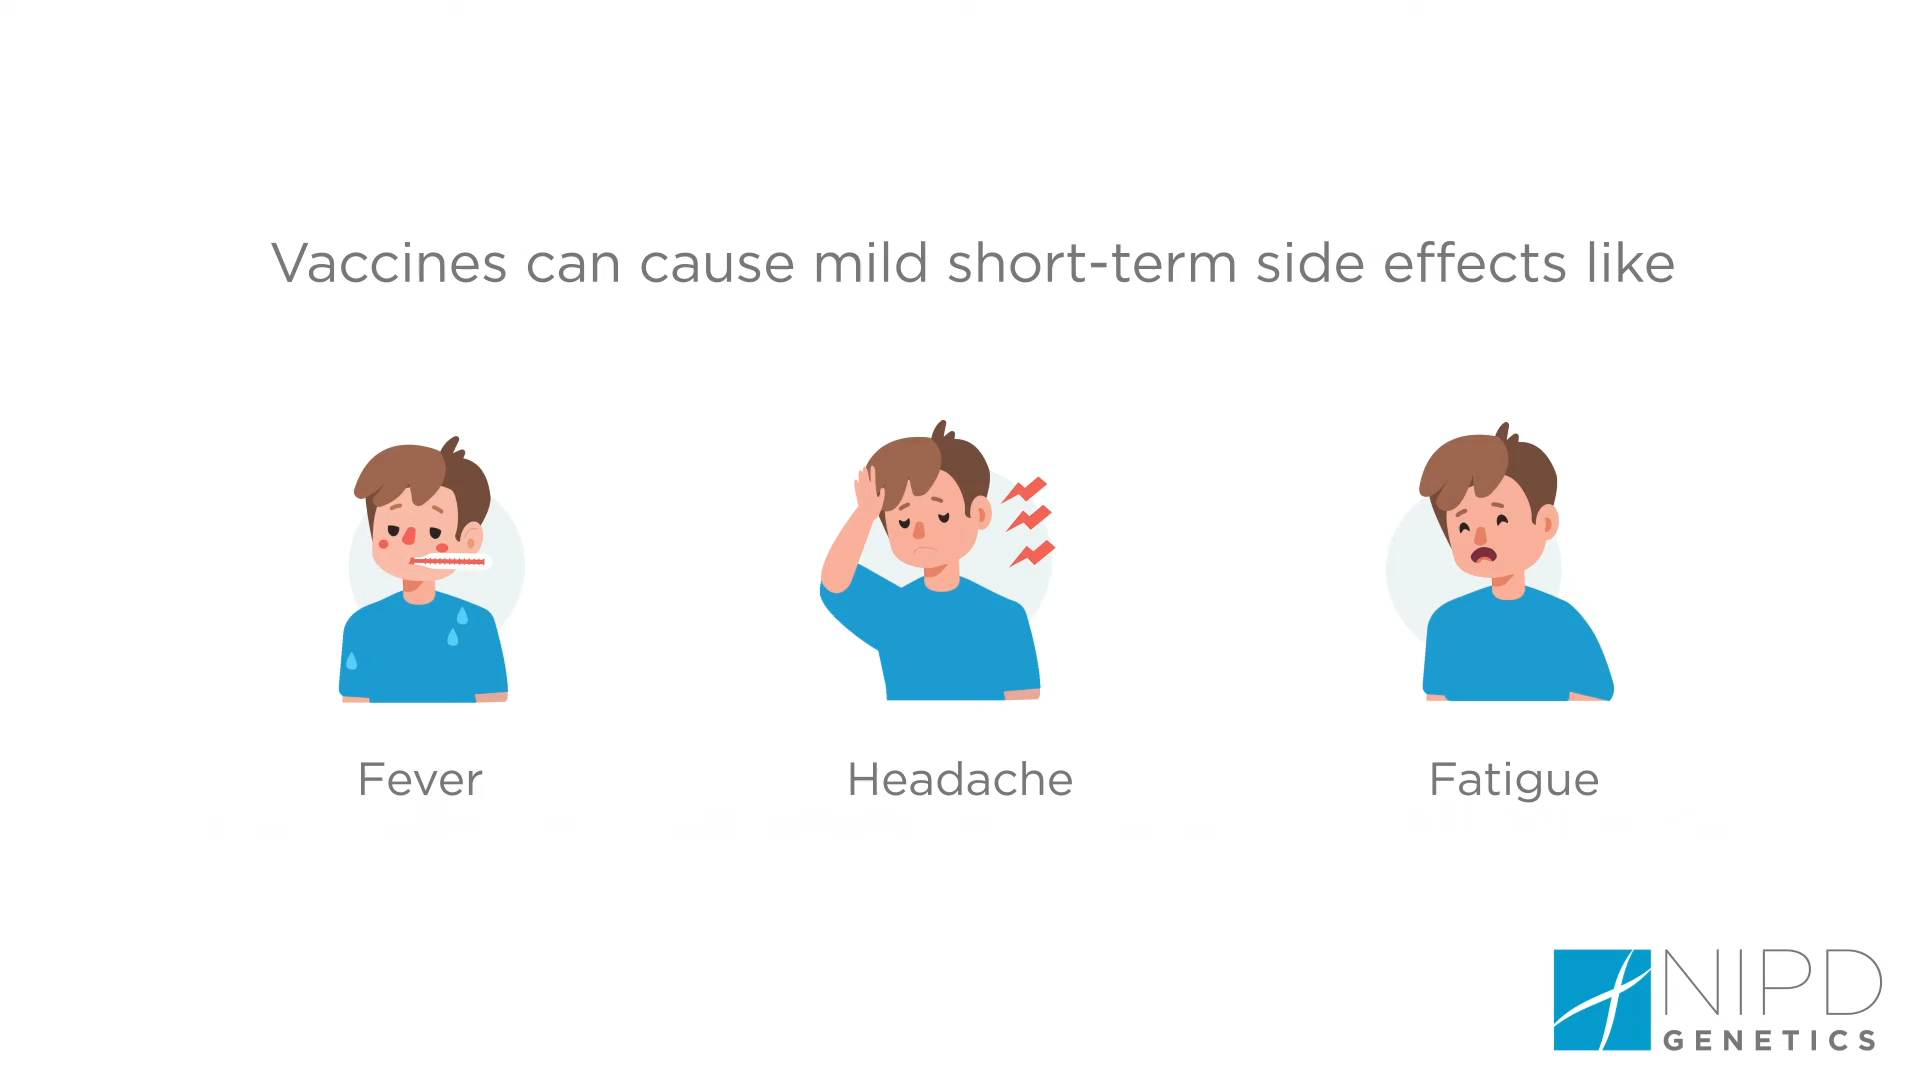 Vaccines can cause mild short-term side effects like
Fever
Headache
Fatigue
NIPD
GENETICS